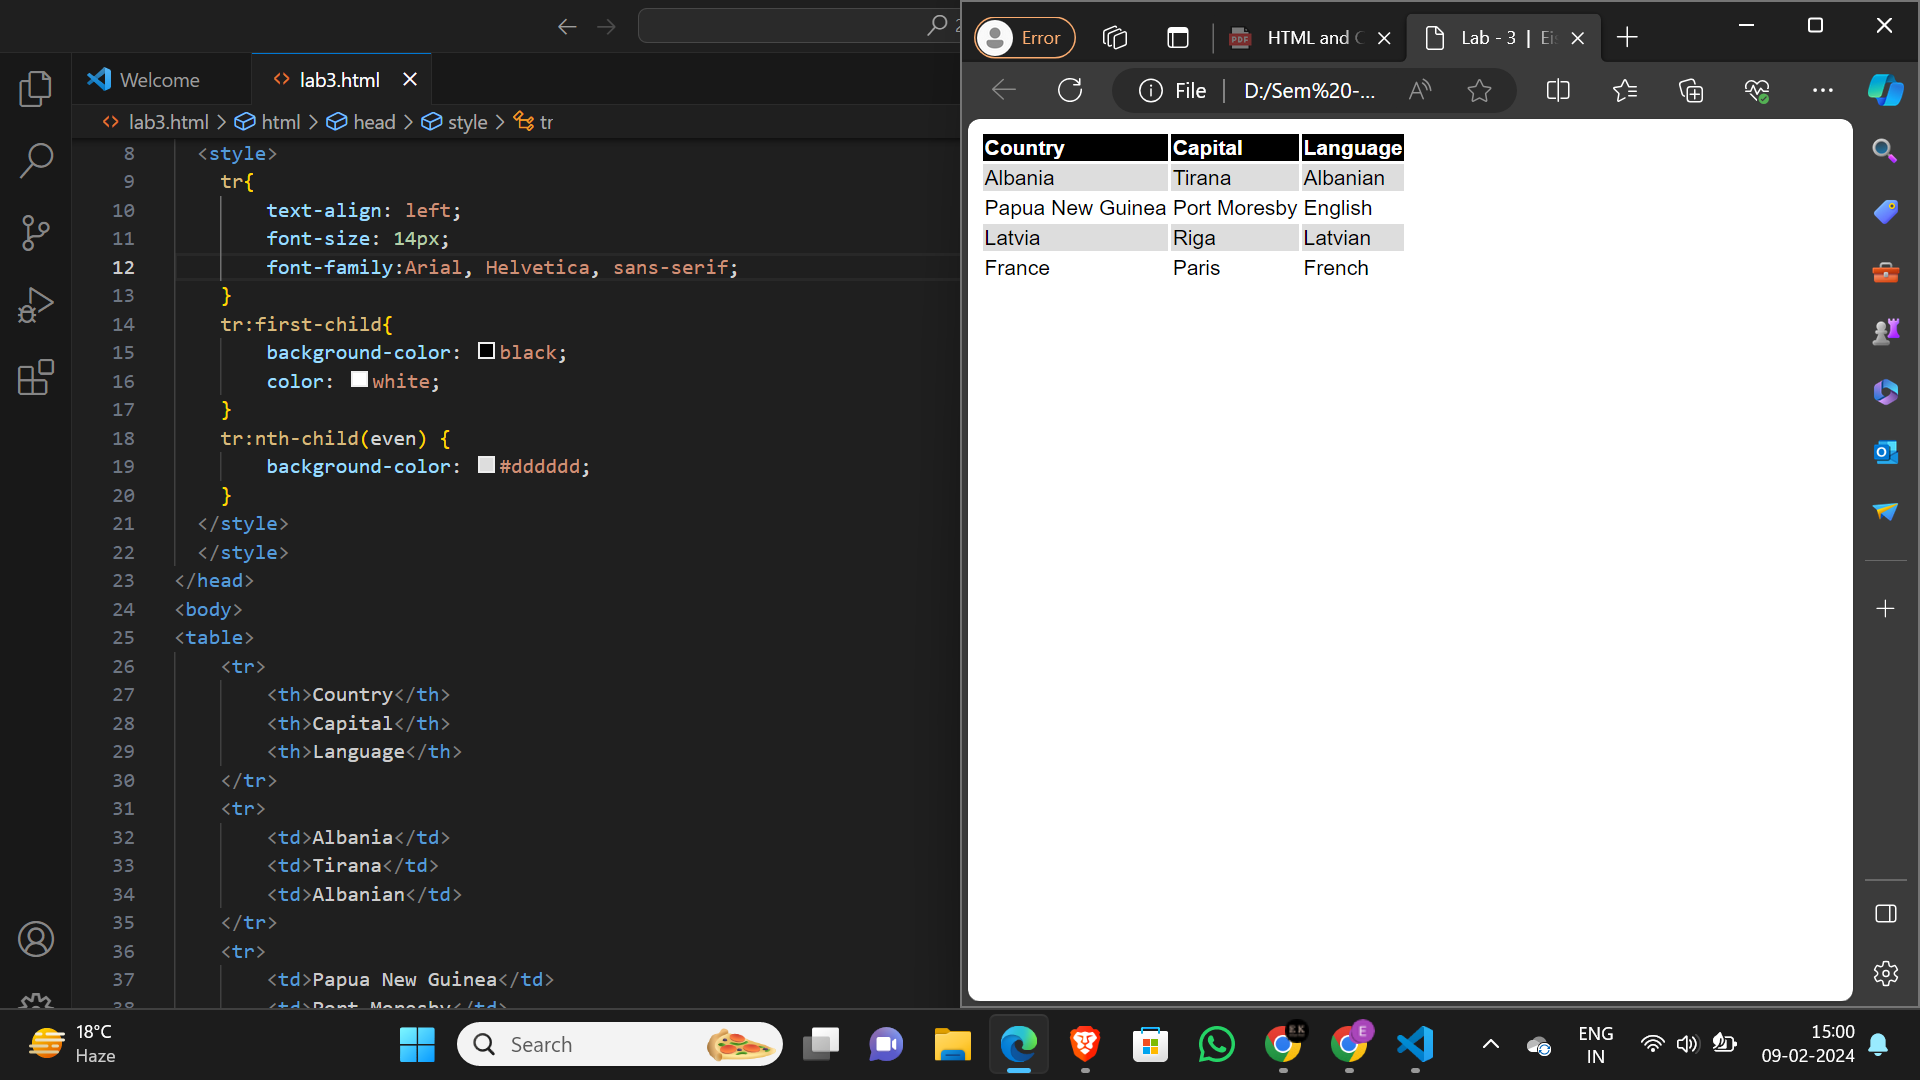 Welcome
lab3.html
lab3.html > html > head > style > tr
8 <style>
9 tr{
10 text-align: left;
11 font-size: 14px;
12 font-family:Arial, Helvetica, sans-serif;
13 }
14 tr:first-child{
15 background-color: black;
16 color: white;
17 }
18 tr:nth-child(even) {
19 background-color: #dddddd;
20 }
21 </style>
22 </style>
23 </head>
24 <body>
25 <table>
26 <tr>
27 <th>Country</th>
28 <th>Capital</th>
29 <th>Language</th>
30 </tr>
31 <tr>
32 <td>Albania</td>
33 <td>Tirana</td>
34 <td>Albanian</td>
35 </tr>
36 <tr>
37 <td>Papua New Guinea</td>
38 <td>Port Moresby</td>
Error
PDF
HTML and
Lab - 3 |
File
D:/Sem%20-...
Country Capital Language
Albania Tirana Albanian
Papua New Guinea Port Moresby English
Latvia Riga Latvian
France Paris French
18°C
Haze
Search
EK
E
ENG
IN
15:00
09-02-2024